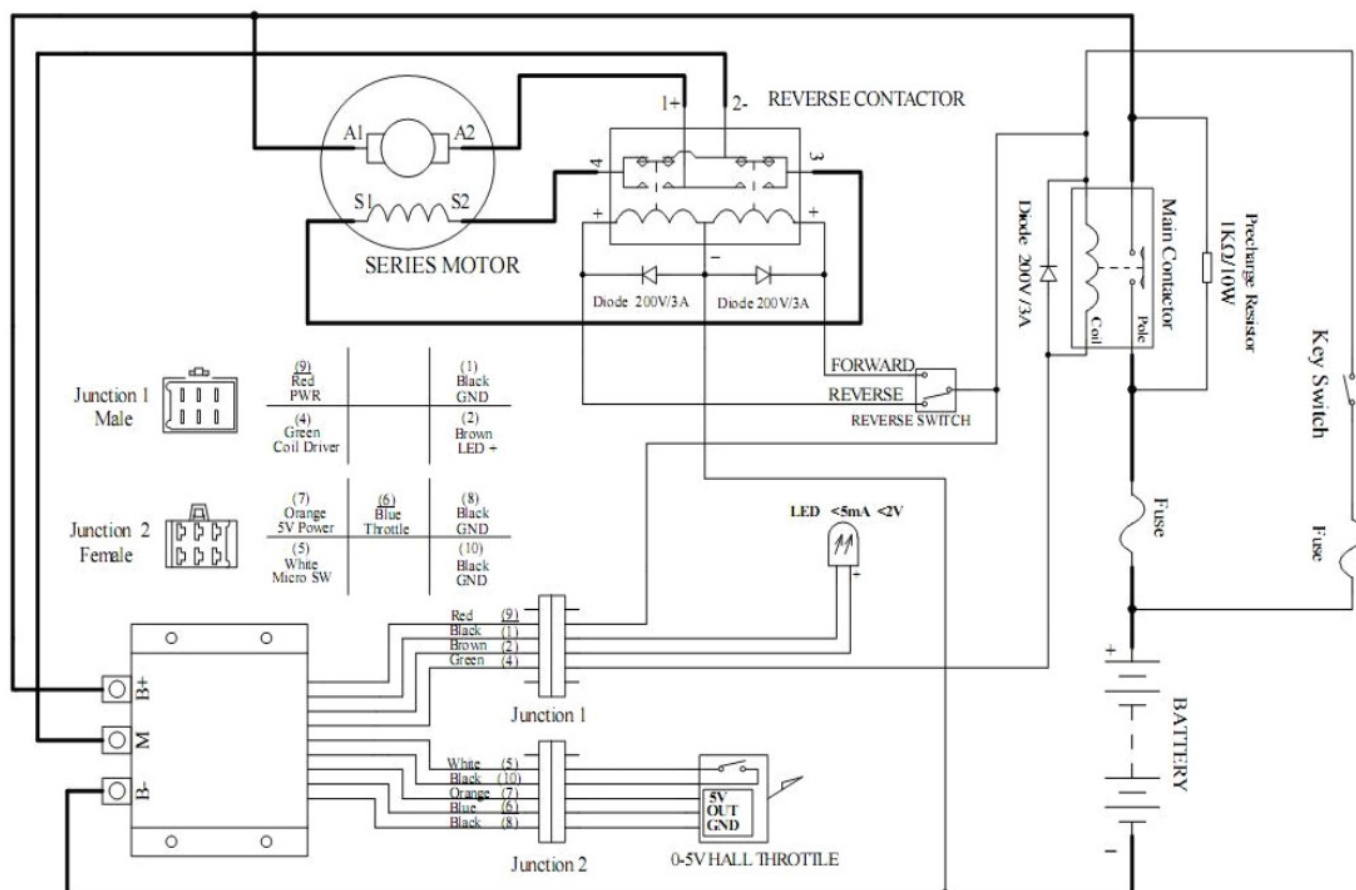 1+
2-
REVERSE CONTACTOR
A1
A2
4
3
S1
S2
+
+
−
SERIES MOTOR
Diode 200V/3A
Diode 200V/3A
Diode 200V/3A
Main Contactor
Coil
Pole
Precharge Resistor
1KΩ/10W
Key Switch
FORWARD
REVERSE
REVERSE SWITCH
Junction 1
Male
(9)
Red
PWR
(1)
Black
GND
(4)
Green
Coil Driver
(2)
Brown
LED +
Junction 2
Female
(7)
Orange
5V Power
(6)
Blue
Throttle
(8)
Black
GND
(5)
White
Micro SW
(10)
Black
GND
LED <5mA <2V
+
Fuse
Fuse
Red (9)
Black (1)
Brown (2)
Green (4)
Junction 1
B+
M
B-
White (5)
Black (10)
Orange (7)
Blue (6)
Black (8)
Junction 2
5V
OUT
GND
0-5V HALL THROTTLE
+
BATTERY
−